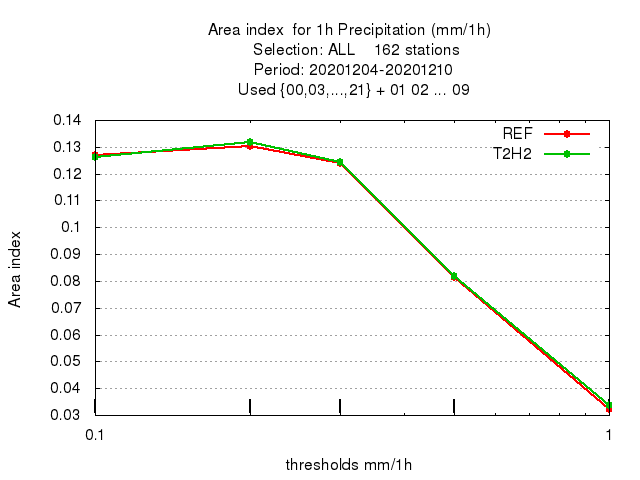 Area index  for 1h Precipitation (mm/1h)
Selection: ALL    162 stations
Period: 20201204-20201210
Used {00,03,...,21} + 01 02 ... 09
REF
T2H2
0.14
0.13
0.12
0.11
0.1
0.09
0.08
0.07
0.06
0.05
0.04
0.03
Area index
0.1
1
thresholds mm/1h